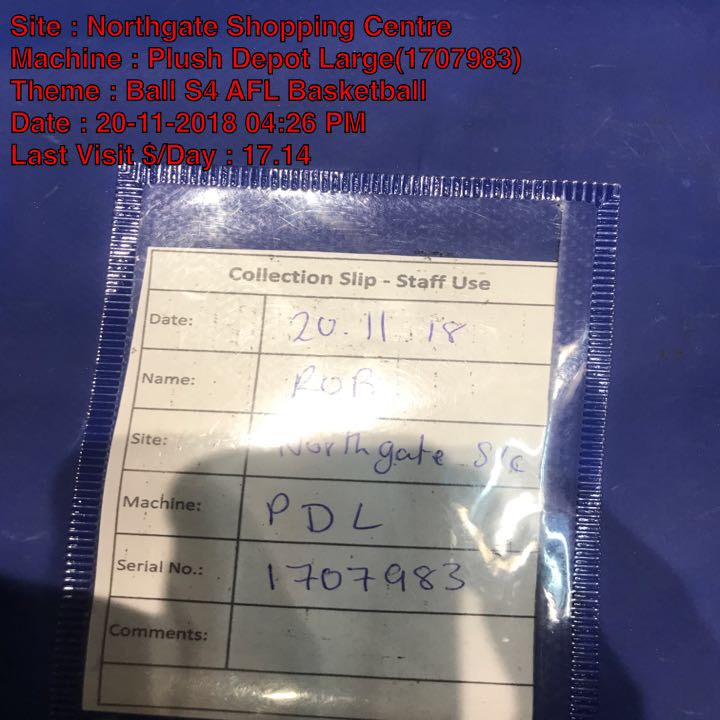 Site : Northgate Shopping Centre
Machine : Plush Depot Large(1707983)
Theme : Ball S4 AFL Basketball
Date : 20-11-2018 04:26 PM
Last Visit $/Day : 17.14
Collection Slip - Staff Use
Date: 20.11.18
Name: ROB
Site: Northgate S/C
Machine: PDL
Serial No.: 1707983
Comments: